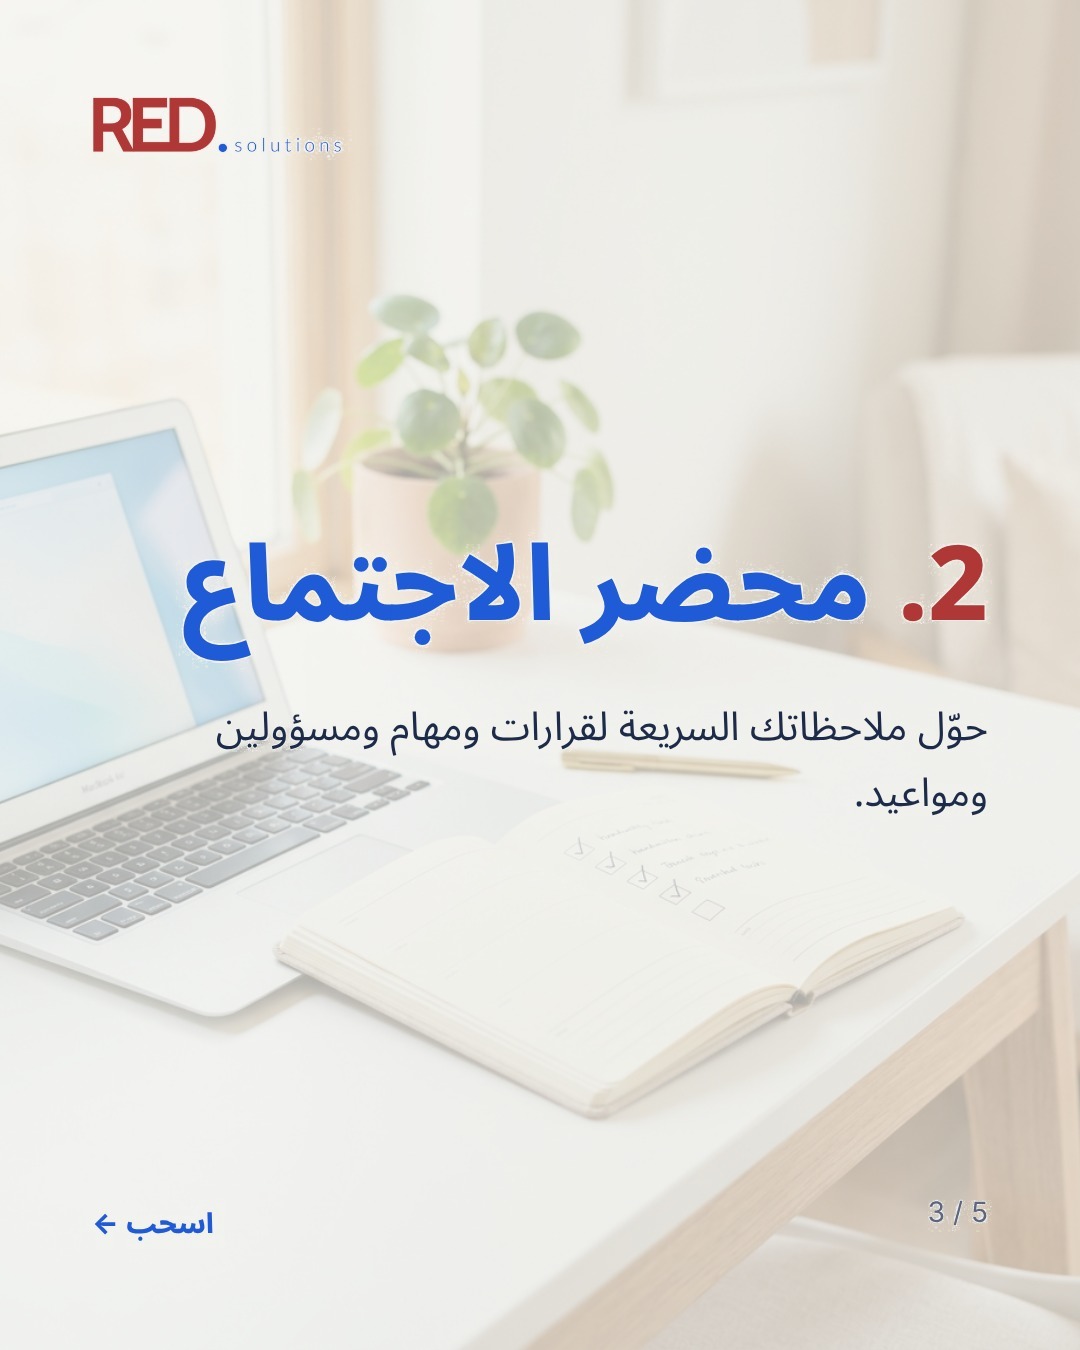 RED.solutions
2. محضر الاجتماع
حوّل ملاحظاتك السريعة لقرارات ومهام ومسؤولين
ومواعيد.
3 / 5
اسحب ←